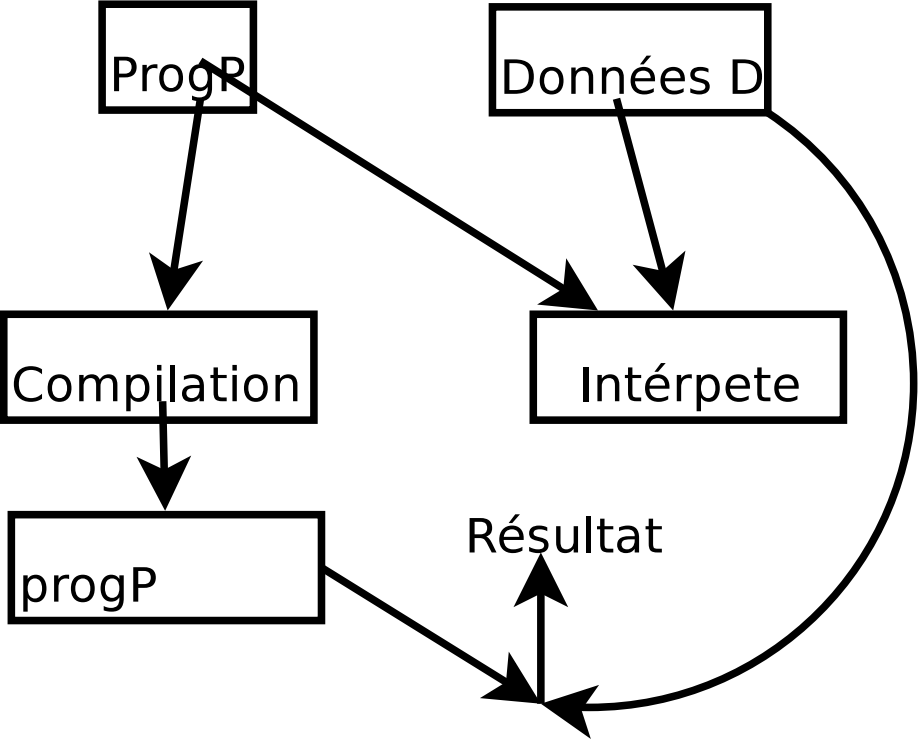 ProgP
Données D
Compilation
Intérpete
Résultat
progP